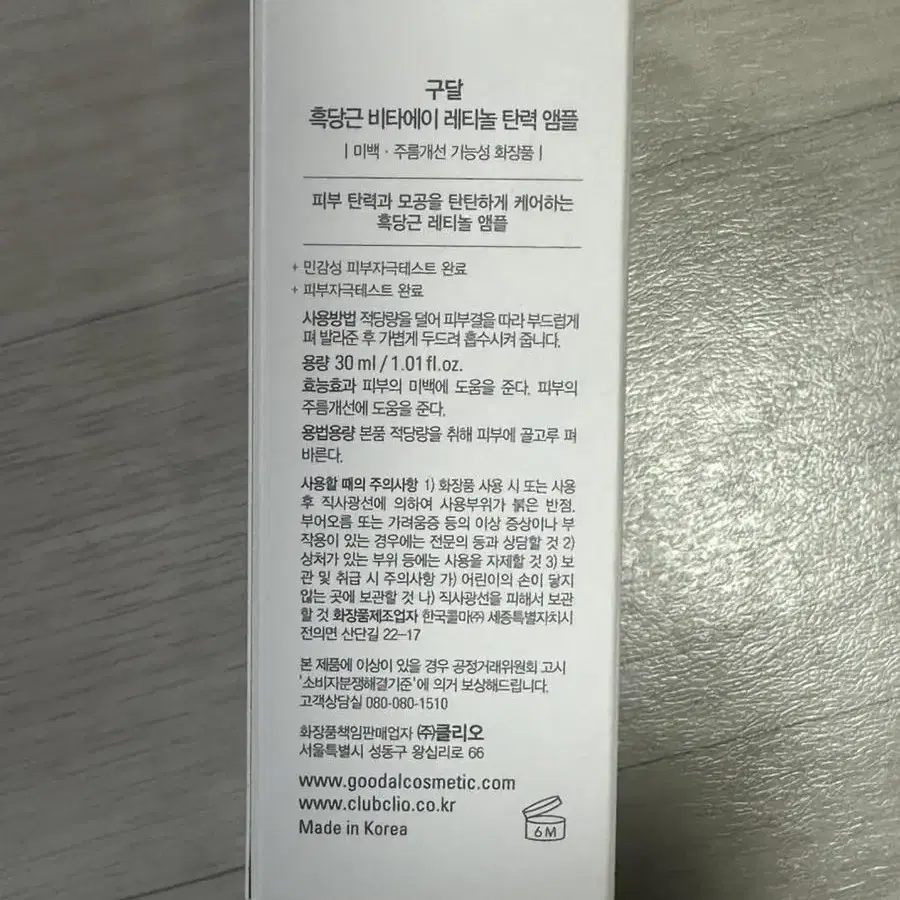 구달
흑당근 비타에이 레티놀 탄력 앰플
| 미백 · 주름개선 기능성 화장품 |
피부 탄력과 모공을 탄탄하게 케어하는
흑당근 레티놀 앰플
+ 민감성 피부자극테스트 완료
+ 피부자극테스트 완료
사용방법 적당량을 덜어 피부결을 따라 부드럽게
펴 발라준 후 가볍게 두드려 흡수시켜 줍니다.
용량 30 ml / 1.01 fl.oz.
효능효과 피부의 미백에 도움을 준다. 피부의
주름개선에 도움을 준다.
용법용량 본품 적당량을 취해 피부에 골고루 펴
바른다.
사용할 때의 주의사항 1) 화장품 사용 시 또는 사용
후 직사광선에 의하여 사용부위가 붉은 반점,
부어오름 또는 가려움증 등의 이상 증상이나 부
작용이 있는 경우에는 전문의 등과 상담할 것 2)
상처가 있는 부위 등에는 사용을 자제할 것 3) 보
관 및 취급 시 주의사항 가) 어린이의 손이 닿지
않는 곳에 보관할 것 나) 직사광선을 피해서 보관
할 것 화장품제조업자 한국콜마㈜ 세종특별자치시
전의면 산단길 22-17
본 제품에 이상이 있을 경우 공정거래위원회 고시
'소비자분쟁해결기준'에 의거 보상해드립니다.
고객상담실 080-080-1510
화장품책임판매업자 ㈜클리오
서울특별시 성동구 왕십리로 66
www.goodalcosmetic.com
www.clubclio.co.kr
Made in Korea
6M